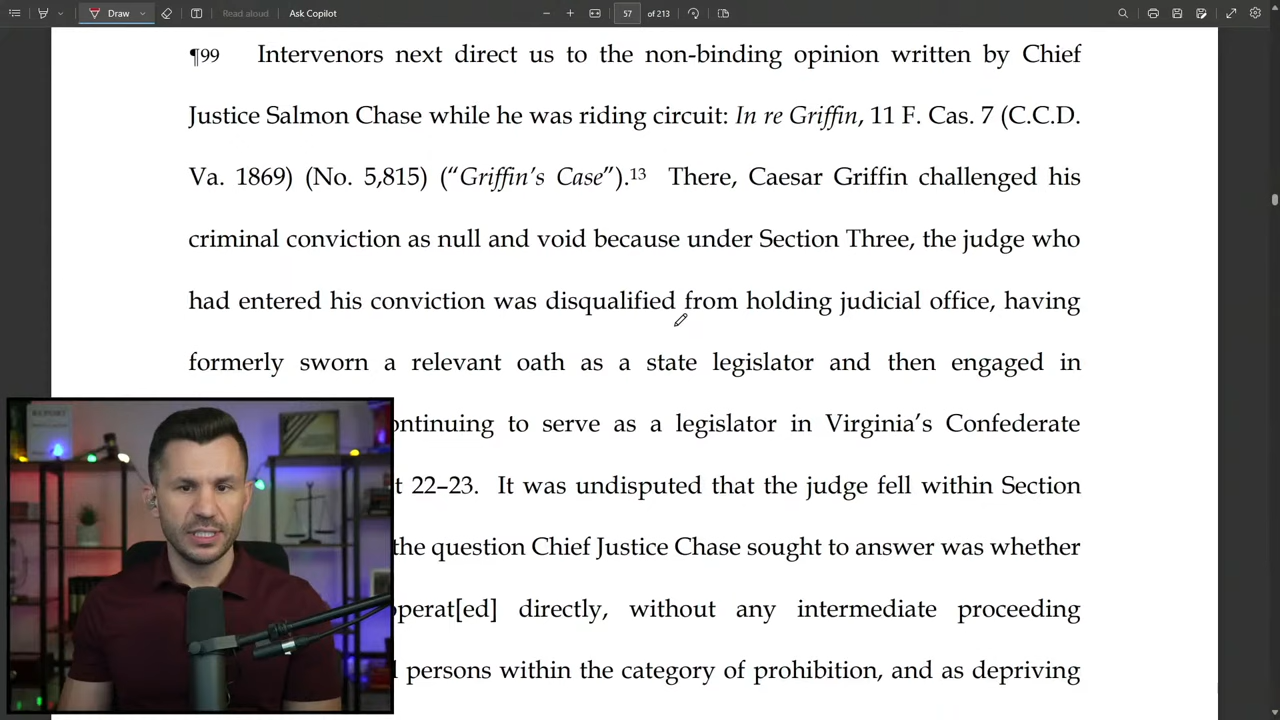 Draw
Read aloud
Ask Copilot
57 of 213
¶99 Intervenors next direct us to the non-binding opinion written by Chief
Justice Salmon Chase while he was riding circuit: In re Griffin, 11 F. Cas. 7 (C.C.D.
Va. 1869) (No. 5,815) (“Griffin’s Case”).13 There, Caesar Griffin challenged his
criminal conviction as null and void because under Section Three, the judge who
had entered his conviction was disqualified from holding judicial office, having
formerly sworn a relevant oath as a state legislator and then engaged in
ontinuing to serve as a legislator in Virginia’s Confederate
t 22–23. It was undisputed that the judge fell within Section
the question Chief Justice Chase sought to answer was whether
operat[ed] directly, without any intermediate proceeding
persons within the category of prohibition, and as depriving